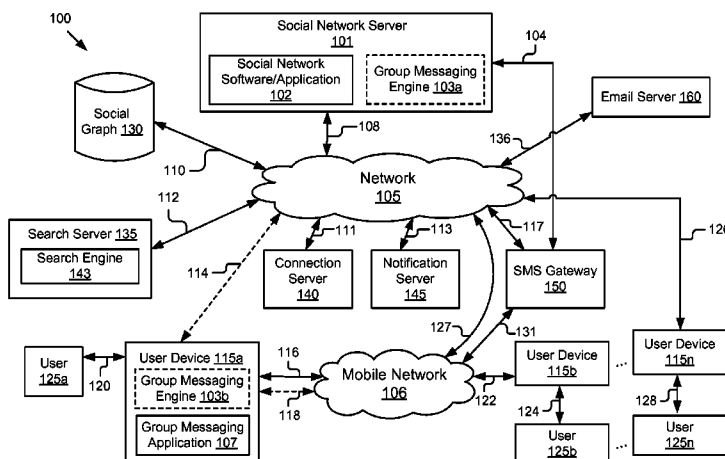 100
Social Network Server
101
Social Network
Software/Application
102
Group Messaging
Engine 103a
104
Social
Graph 130
108
110
136
Email Server 160
Network
105
112
Search Server 135
Search Engine
143
114
111
113
117
126
Connection
Server
140
Notification
Server
145
SMS Gateway
150
127
131
User
125a
120
User Device 115a
Group Messaging
Engine 103b
Group Messaging
Application 107
116
118
Mobile Network
106
122
User Device
115b
...
User Device
115n
124
128
User
125b
...
User
125n